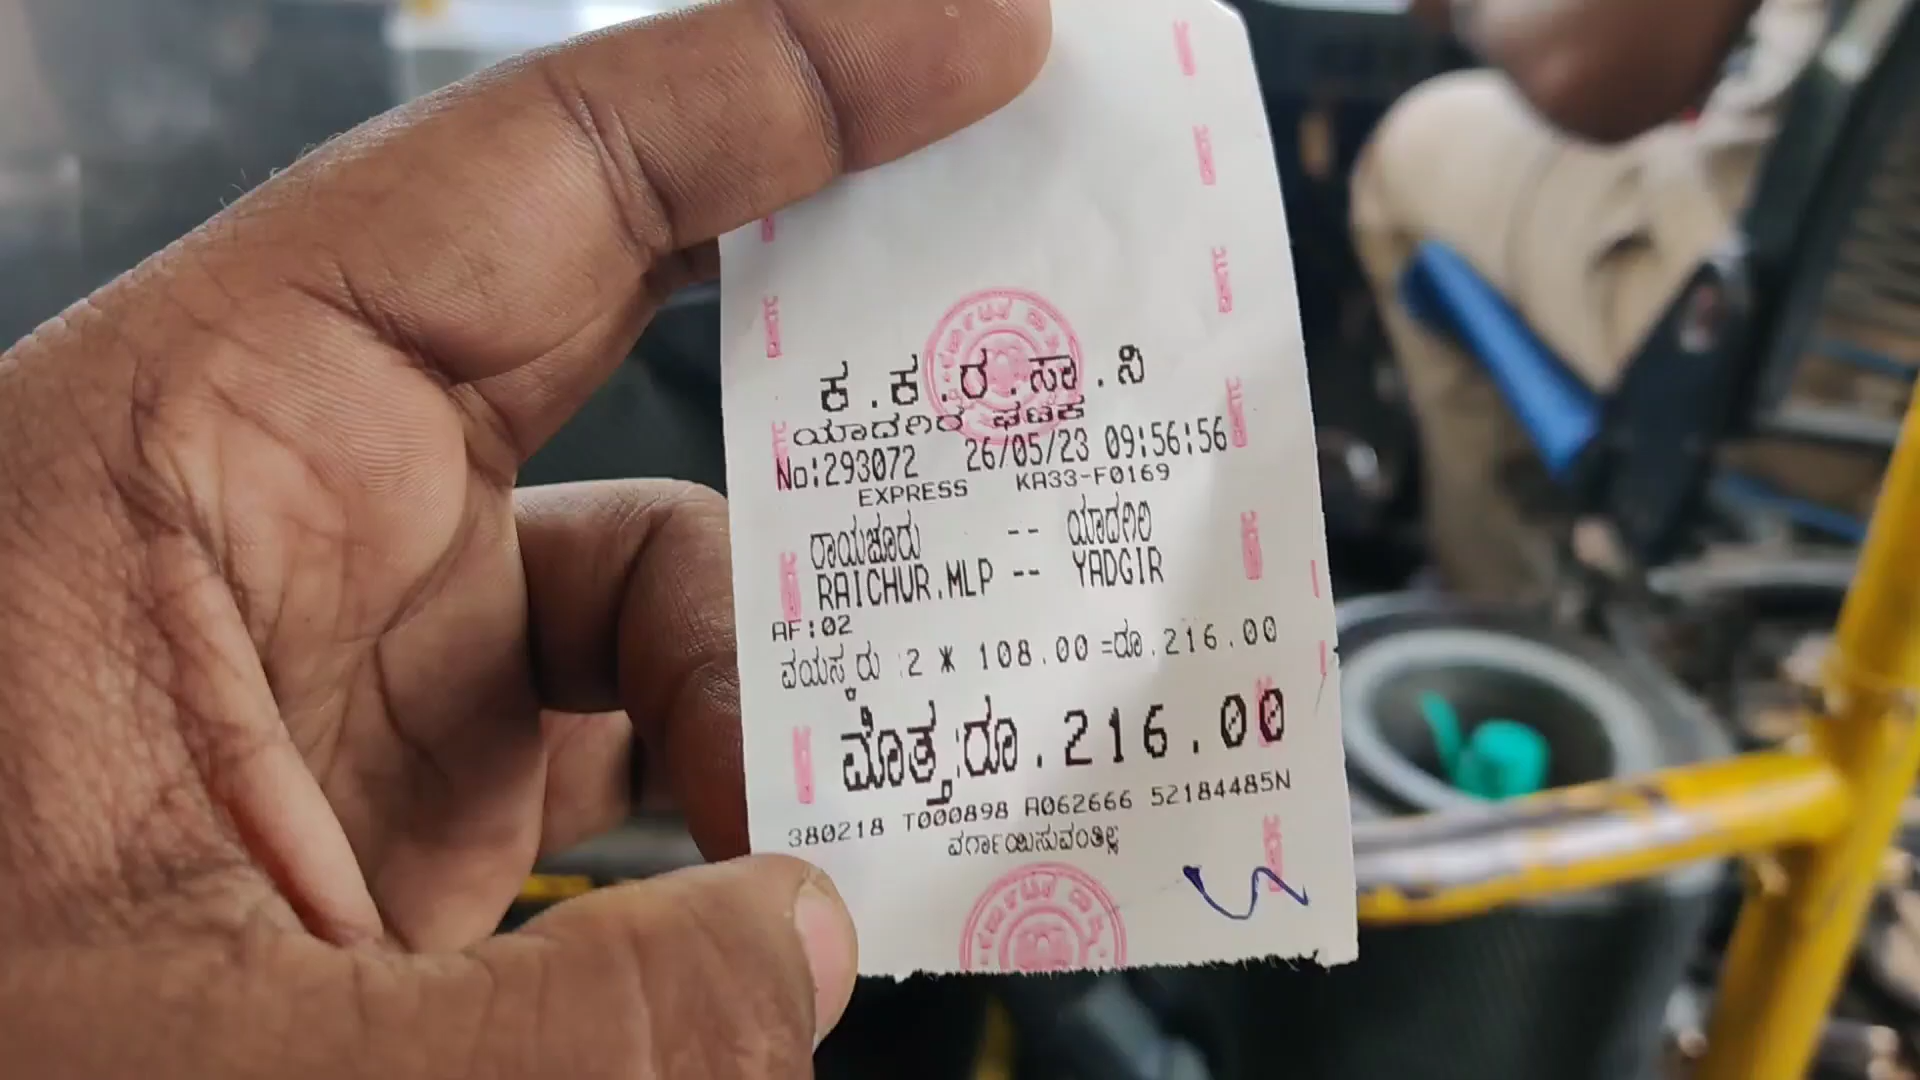 ಕ.ಕ.ರ.ಸಾ.ನಿ
ಯಾದಗಿರ ಘಟಕ
No:293072 26/05/23 09:56:56
EXPRESS KA33-F0169
ರಾಯಚೂರು -- ಯಾದಗಿರಿ
RAICHUR.MLP -- YADGIR
AF:02
ವಯಸ್ಕರು :2 * 108.00 =ರೂ.216.00
ಮೊತ್ತ:ರೂ.216.00
380218 T000898 A062666 52184485N
ವರ್ಗಾಯಿಸುವಂತಿಲ್ಲ